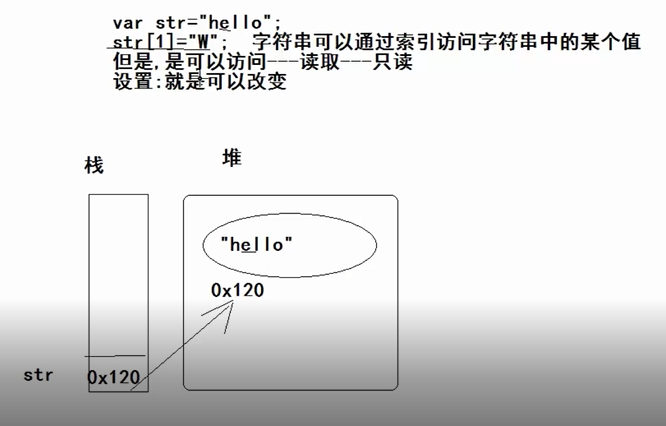 var str="hello";
str[1]="W";  字符串可以通过索引访问字符串中的某个值
但是,是可以访问---读取---只读
设置:就是可以改变
栈
堆
"hello"
0x120
str
0x120